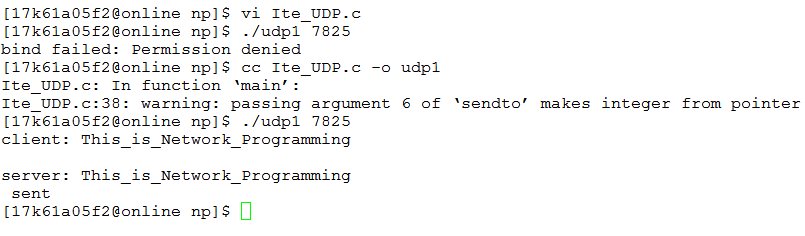 [17k61a05f2@online np]$ vi Ite_UDP.c
[17k61a05f2@online np]$ ./udp1 7825
bind failed: Permission denied
[17k61a05f2@online np]$ cc Ite_UDP.c -o udp1
Ite_UDP.c: In function ‘main’:
Ite_UDP.c:38: warning: passing argument 6 of ‘sendto’ makes integer from pointer
[17k61a05f2@online np]$ ./udp1 7825
client: This_is_Network_Programming
server: This_is_Network_Programming
 sent
[17k61a05f2@online np]$